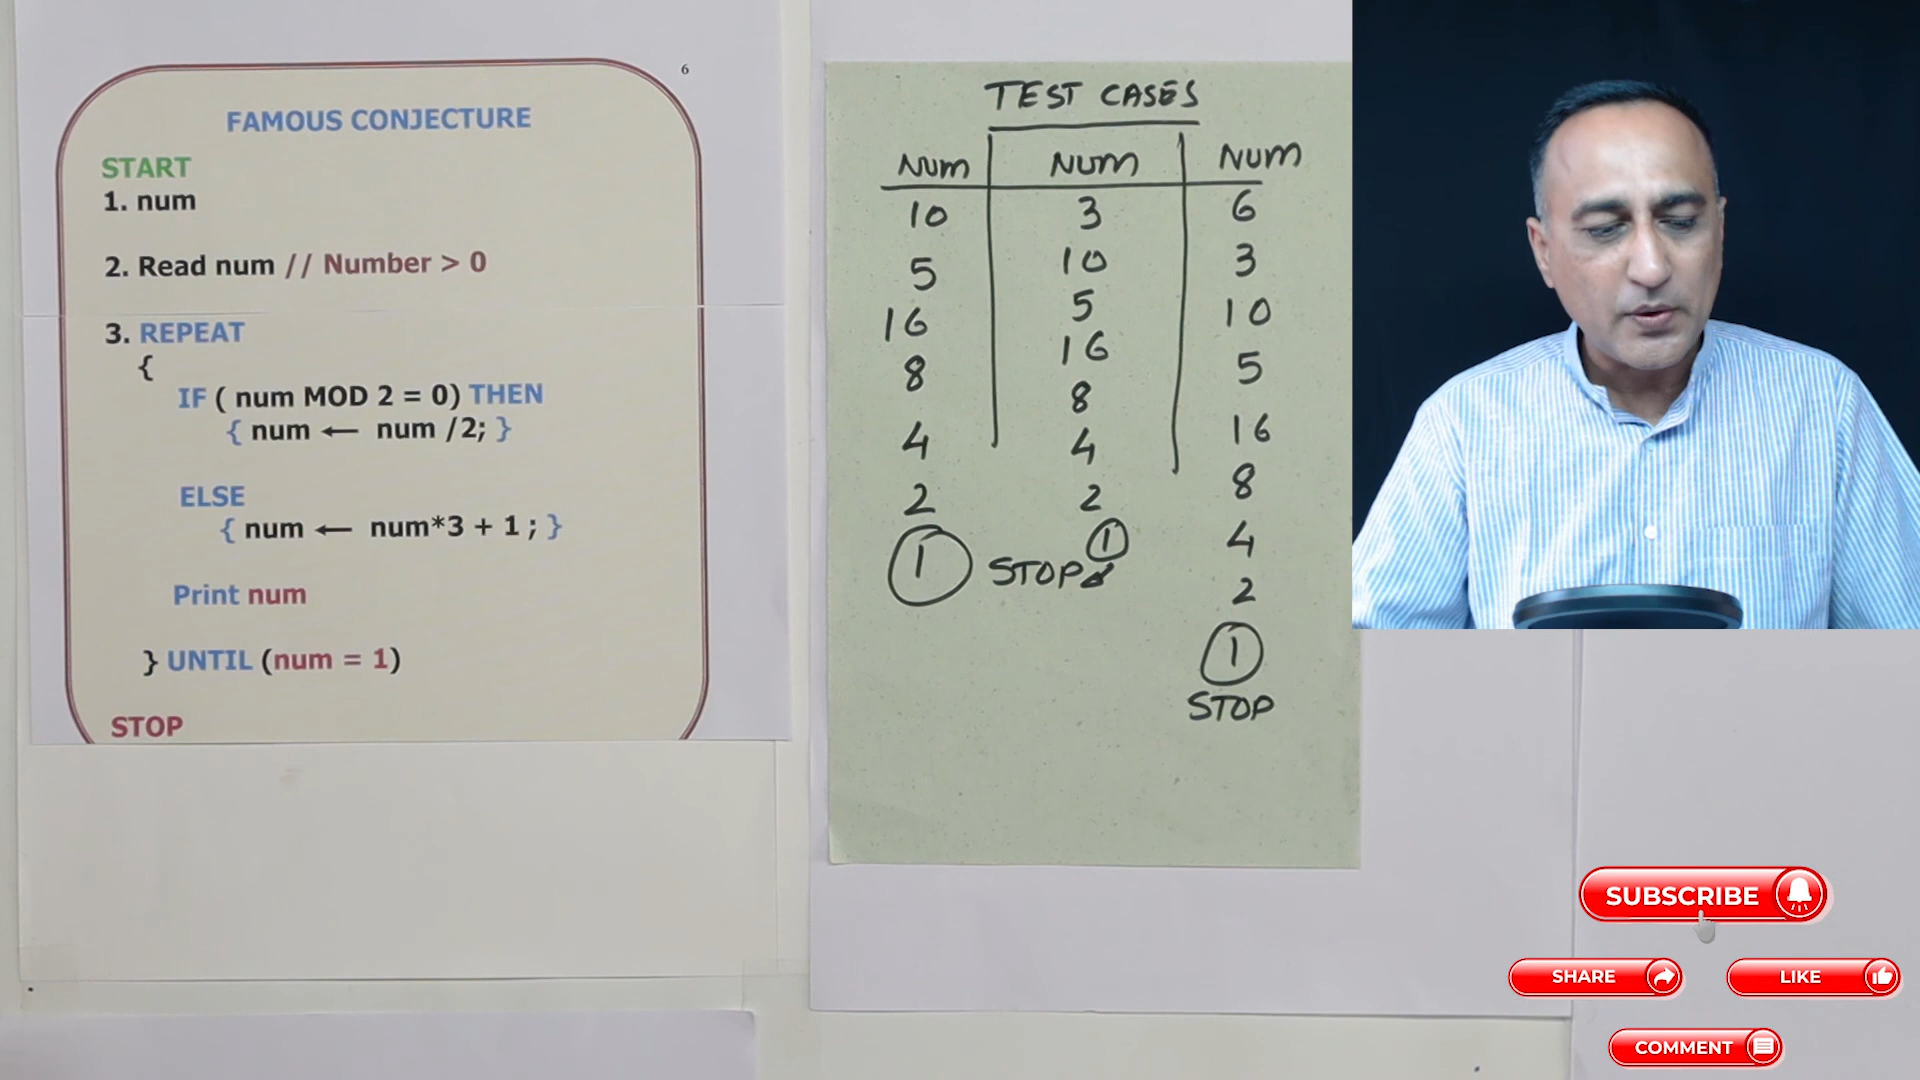 6
FAMOUS CONJECTURE
START
1. num
2. Read num // Number > 0
3. REPEAT
{
IF ( num MOD 2 = 0) THEN
{ num ← num /2; }
ELSE
{ num ← num*3 + 1 ; }
Print num
} UNTIL (num = 1)
STOP
TEST CASES
NUM NUM NUM
10 3 6
5 10 3
16 5 10
8 16 5
4 8 16
2 4 8
1 STOP 2 4
1 2
1
STOP
SUBSCRIBE
SHARE LIKE
COMMENT